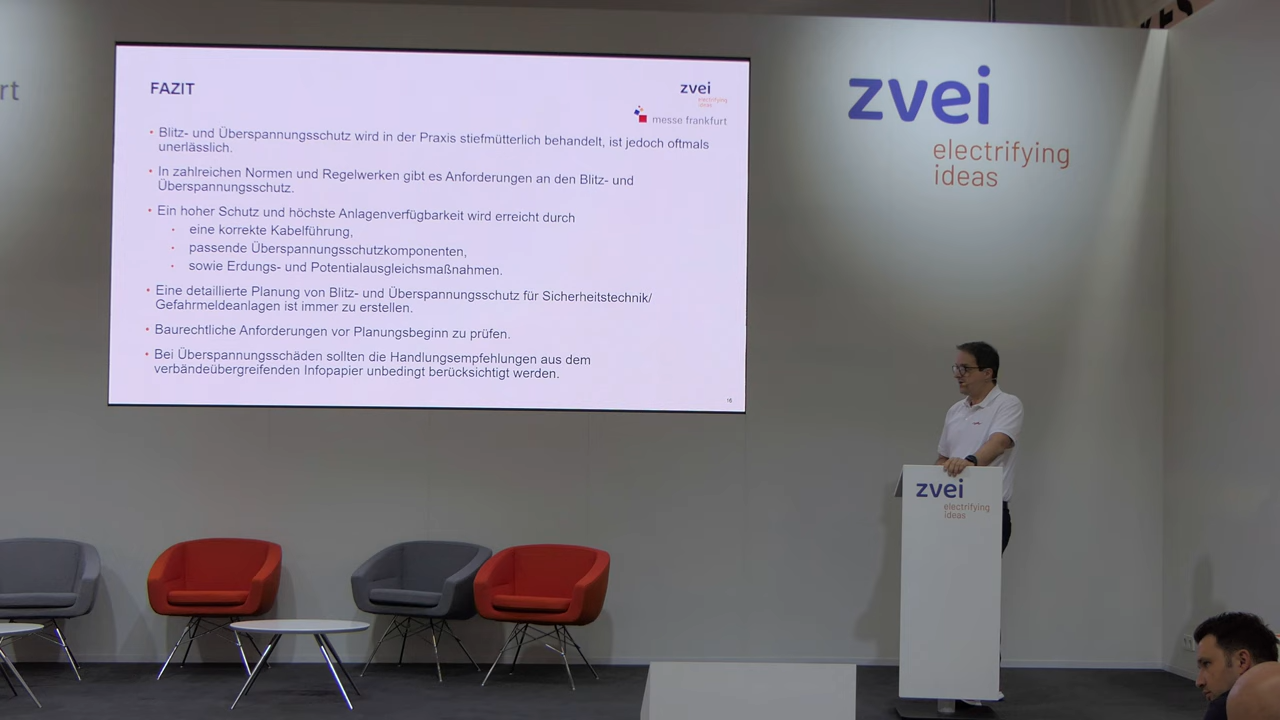 rt
FAZIT
zvei
electrifying
ideas
messe frankfurt
• Blitz- und Überspannungsschutz wird in der Praxis stiefmütterlich behandelt, ist jedoch oftmals
unerlässlich.
• In zahlreichen Normen und Regelwerken gibt es Anforderungen an den Blitz- und
Überspannungsschutz.
• Ein hoher Schutz und höchste Anlagenverfügbarkeit wird erreicht durch
• eine korrekte Kabelführung,
• passende Überspannungsschutzkomponenten,
• sowie Erdungs- und Potentialausgleichsmaßnahmen.
• Eine detaillierte Planung von Blitz- und Überspannungsschutz für Sicherheitstechnik/
Gefahrmeldeanlagen ist immer zu erstellen.
• Baurechtliche Anforderungen vor Planungsbeginn zu prüfen.
• Bei Überspannungsschäden sollten die Handlungsempfehlungen aus dem
verbändeübergreifenden Infopapier unbedingt berücksichtigt werden.
zvei
electrifying
ideas
zvei
electrifying
ideas